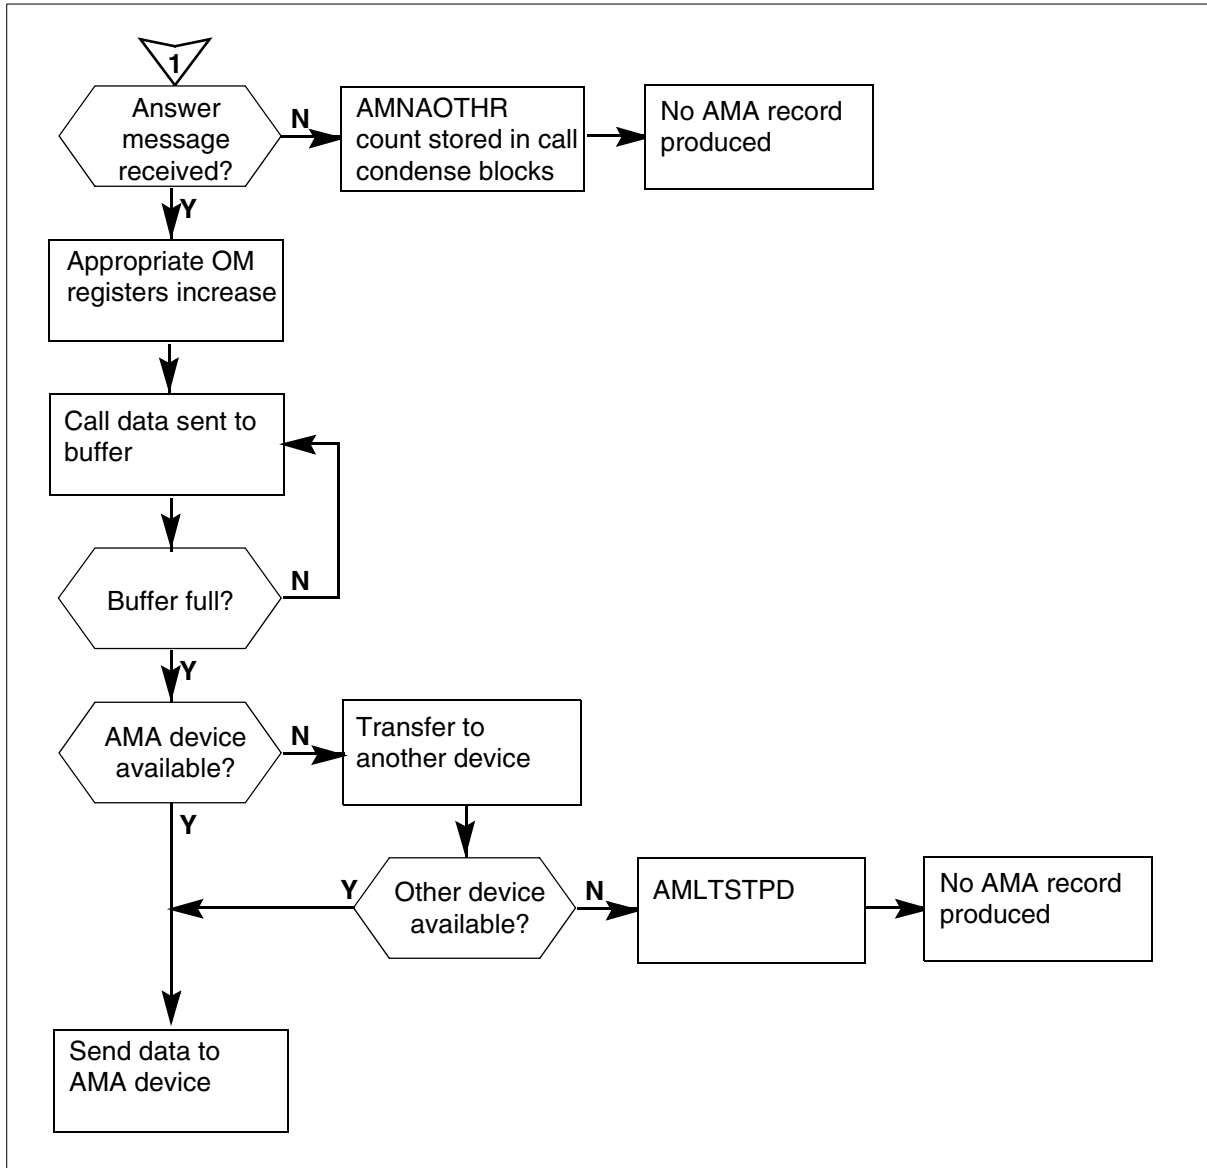 1
Answer
message
received?
N
AMNAOTHR
count stored in call
condense blocks
No AMA record
produced
Y
Appropriate OM
registers increase
Call data sent to
buffer
Buffer full?
N
Y
AMA device
available?
N
Transfer to
another device
Y
Other device
available?
Y
N
AMLTSTPD
No AMA record
produced
Send data to
AMA device